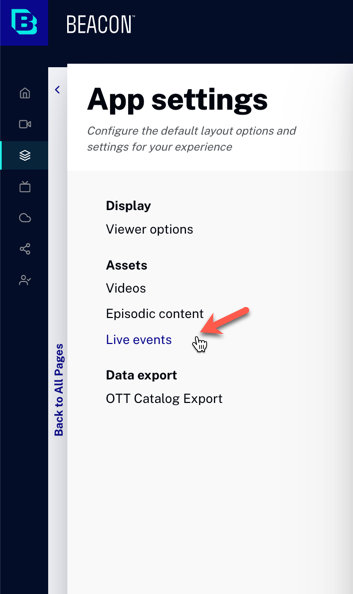 BEACON
App settings
Configure the default layout options and
settings for your experience
Display
Viewer options
Assets
Videos
Episodic content
Live events
Data export
OTT Catalog Export
Back to All Pages